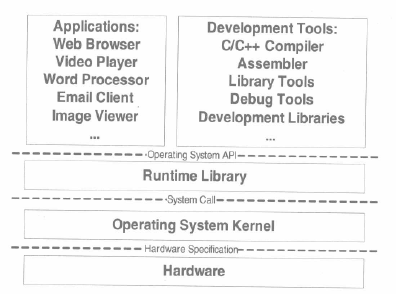 Applications:
Web Browser
Video Player
Word Processor
Email Client
Image Viewer
...
Development Tools:
C/C++ Compiler
Assembler
Library Tools
Debug Tools
Development Libraries
...
Operating System API
Runtime Library
System Call
Operating System Kernel
Hardware Specification
Hardware